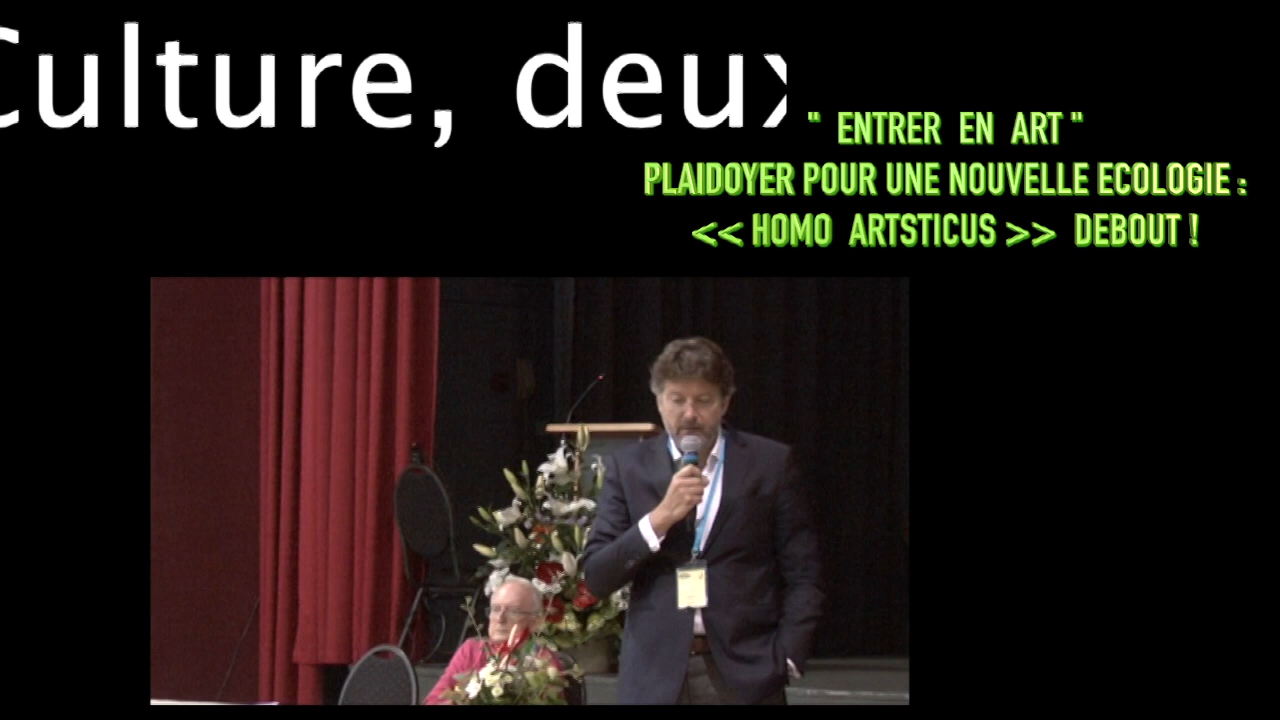 Culture, deux
" ENTRER EN ART "
PLAIDOYER POUR UNE NOUVELLE ECOLOGIE :
<< HOMO ARTSTICUS >> DEBOUT !